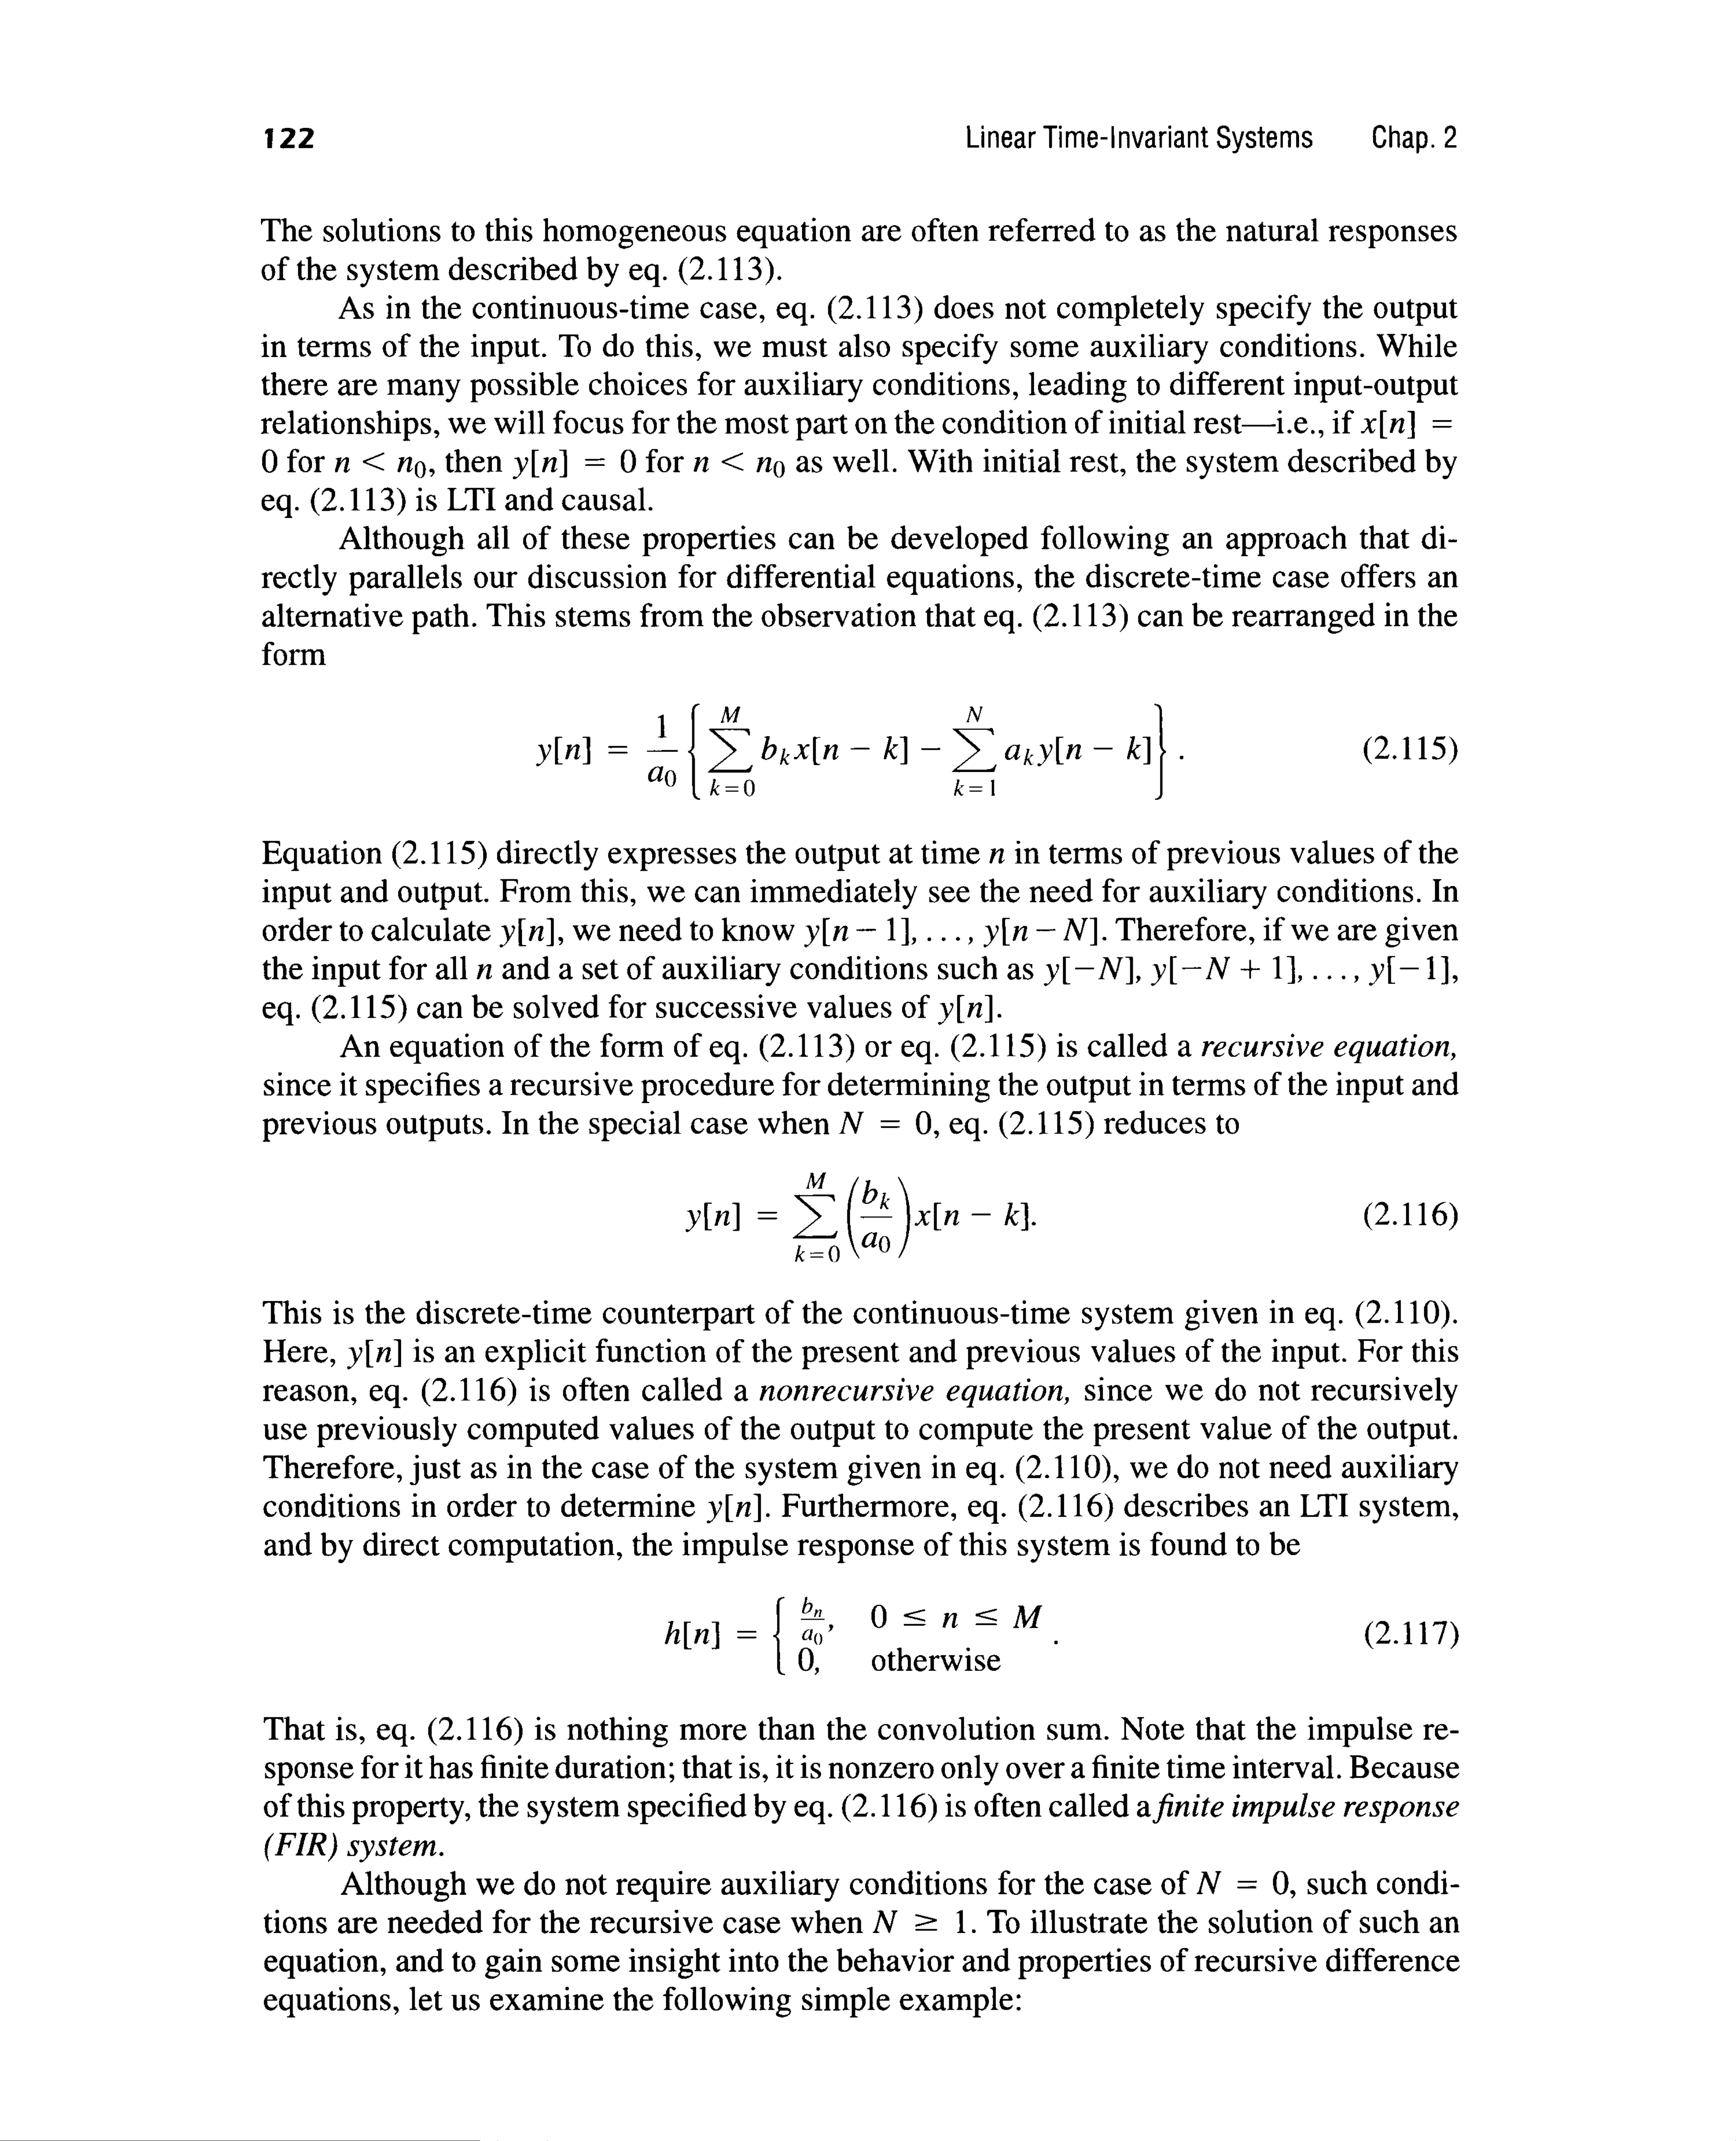 122 Linear Time-Invariant Systems Chap. 2
The solutions to this homogeneous equation are often referred to as the natural responses
of the system described by eq. (2.113).
As in the continuous-time case, eq. (2.113) does not completely specify the output
in terms of the input. To do this, we must also specify some auxiliary conditions. While
there are many possible choices for auxiliary conditions, leading to different input-output
relationships, we will focus for the most part on the condition of initial rest—i.e., if x[n] =
0 for n < n₀, then y[n] = 0 for n < n₀ as well. With initial rest, the system described by
eq. (2.113) is LTI and causal.
Although all of these properties can be developed following an approach that di-
rectly parallels our discussion for differential equations, the discrete-time case offers an
alternative path. This stems from the observation that eq. (2.113) can be rearranged in the
form
y[n] = \frac{1}{a_0} \left\{ \sum_{k=0}^{M} b_k x[n - k] - \sum_{k=1}^{N} a_k y[n - k] \right\} . (2.115)
Equation (2.115) directly expresses the output at time n in terms of previous values of the
input and output. From this, we can immediately see the need for auxiliary conditions. In
order to calculate y[n], we need to know y[n − 1], . . . , y[n − N]. Therefore, if we are given
the input for all n and a set of auxiliary conditions such as y[−N], y[−N + 1], . . . , y[−1],
eq. (2.115) can be solved for successive values of y[n].
An equation of the form of eq. (2.113) or eq. (2.115) is called a recursive equation,
since it specifies a recursive procedure for determining the output in terms of the input and
previous outputs. In the special case when N = 0, eq. (2.115) reduces to
y[n] = \sum_{k=0}^{M} \left( \frac{b_k}{a_0} \right) x[n - k]. (2.116)
This is the discrete-time counterpart of the continuous-time system given in eq. (2.110).
Here, y[n] is an explicit function of the present and previous values of the input. For this
reason, eq. (2.116) is often called a nonrecursive equation, since we do not recursively
use previously computed values of the output to compute the present value of the output.
Therefore, just as in the case of the system given in eq. (2.110), we do not need auxiliary
conditions in order to determine y[n]. Furthermore, eq. (2.116) describes an LTI system,
and by direct computation, the impulse response of this system is found to be
h[n] = \begin{cases} \frac{b_n}{a_0}, & 0 \le n \le M \\ 0, & \text{otherwise} \end{cases} . (2.117)
That is, eq. (2.116) is nothing more than the convolution sum. Note that the impulse re-
sponse for it has finite duration; that is, it is nonzero only over a finite time interval. Because
of this property, the system specified by eq. (2.116) is often called a finite impulse response
(FIR) system.
Although we do not require auxiliary conditions for the case of N = 0, such condi-
tions are needed for the recursive case when N ≥ 1. To illustrate the solution of such an
equation, and to gain some insight into the behavior and properties of recursive difference
equations, let us examine the following simple example: